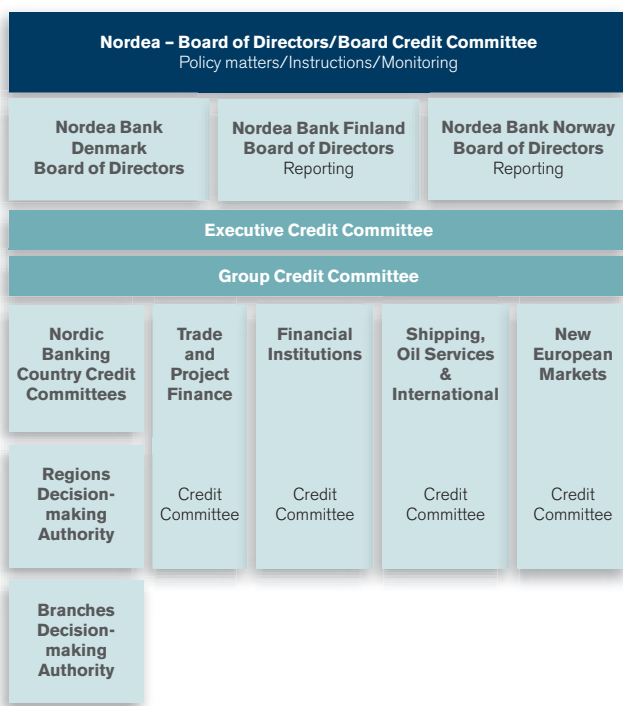 Nordea – Board of Directors/Board Credit Committee
Policy matters/Instructions/Monitoring
Nordea Bank
Denmark
Board of Directors
Nordea Bank Finland
Board of Directors
Reporting
Nordea Bank Norway
Board of Directors
Reporting
Executive Credit Committee
Group Credit Committee
Nordic
Banking
Country Credit
Committees
Trade
and
Project
Finance
Financial
Institutions
Shipping,
Oil Services
&
International
New
European
Markets
Regions
Decision-
making
Authority
Credit
Committee
Credit
Committee
Credit
Committee
Credit
Committee
Branches
Decision-
making
Authority